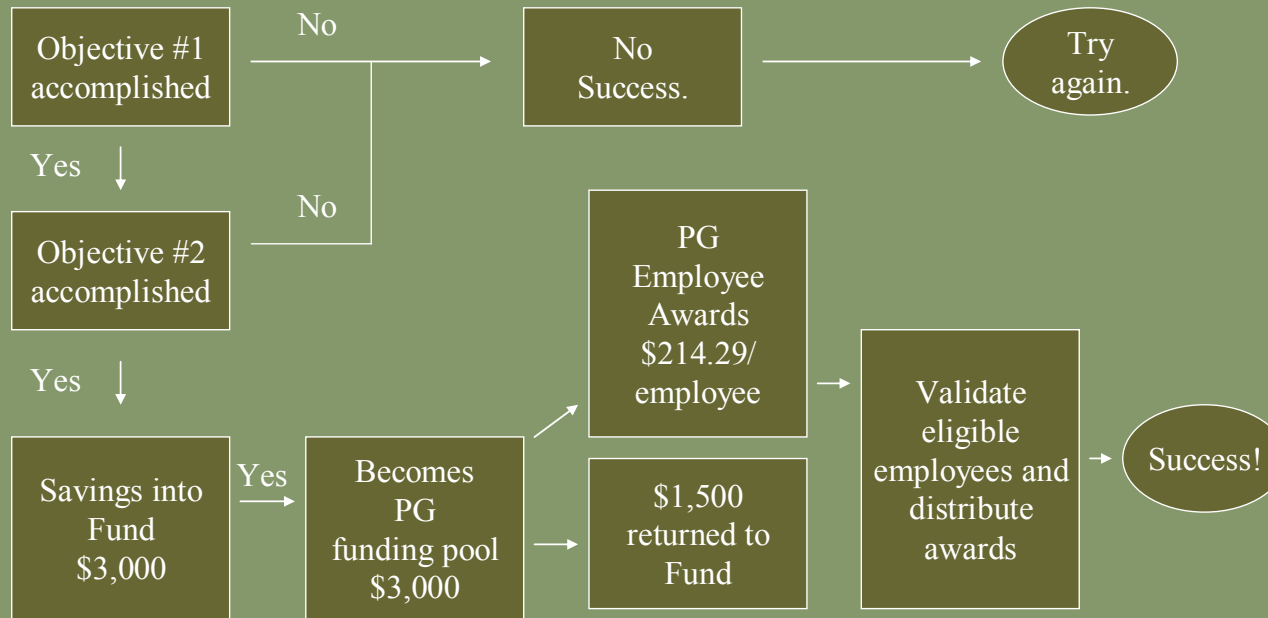 Objective #1
accomplished
No
No
Success.
Try
again.
Yes
Objective #2
accomplished
No
Yes
Savings into
Fund
$3,000
Yes
Becomes
PG
funding pool
$3,000
PG
Employee
Awards
$214.29/
employee
$1,500
returned to
Fund
Validate
eligible
employees and
distribute
awards
Success!